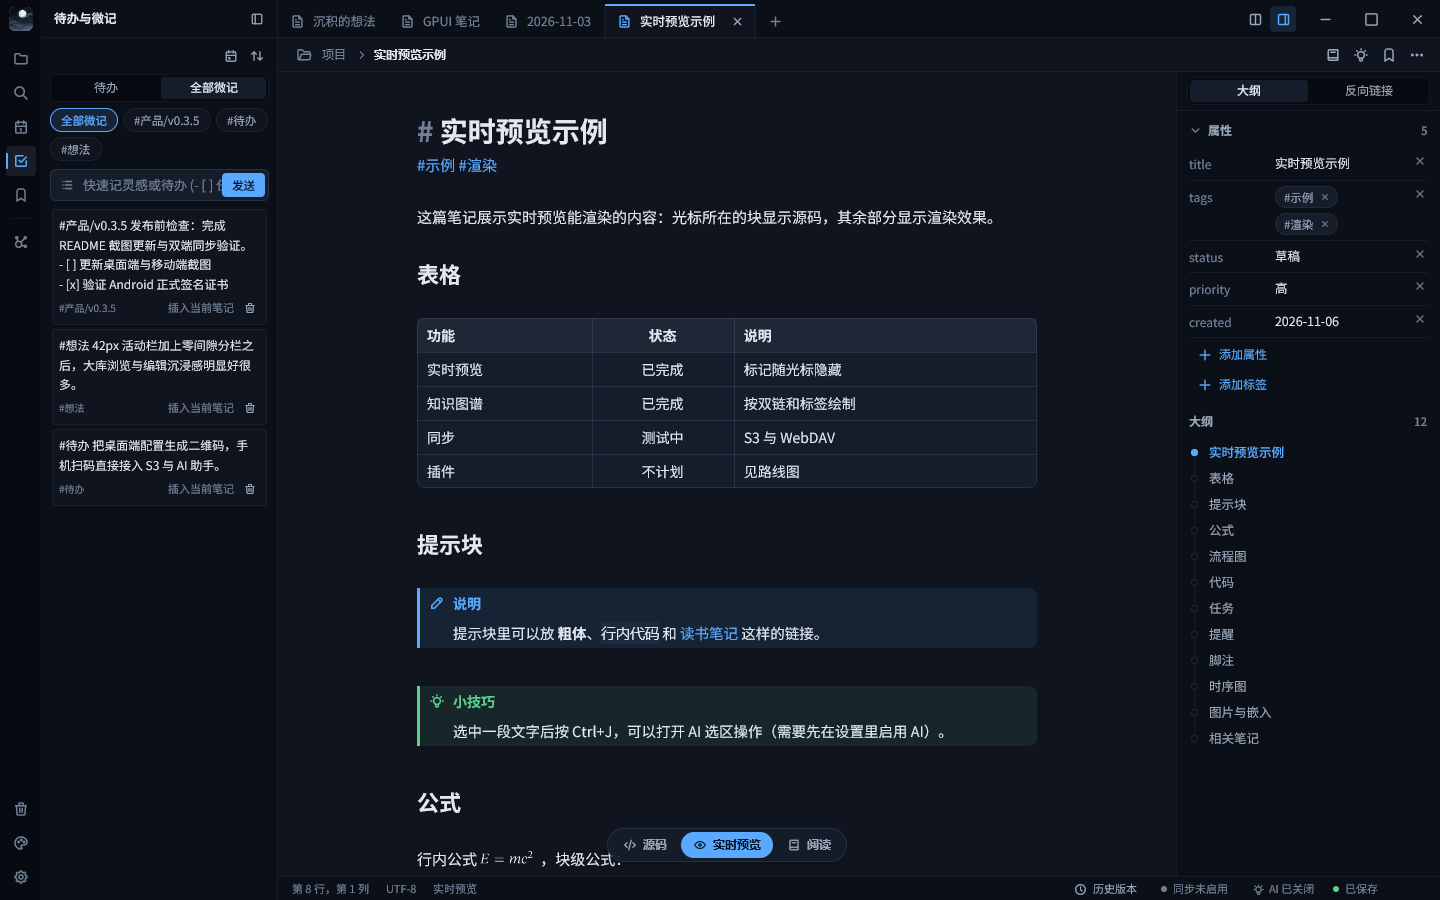 待办与微记
沉积的想法
GPUI 笔记
2026-11-03
实时预览示例
项目
实时预览示例
待办
全部微记
全部微记
#产品/v0.3.5
#待办
#想法
快速记灵感或待办 (- [ ]
发送
#产品/v0.3.5 发布前检查：完成
README 截图更新与双端同步验证。
- [ ] 更新桌面端与移动端截图
- [x] 验证 Android 正式签名证书
#产品/v0.3.5
插入当前笔记
#想法 42px 活动栏加上零间隙分栏之
后，大库浏览与编辑沉浸感明显好很
多。
#想法
插入当前笔记
#待办 把桌面端配置生成二维码，手
机扫码直接接入 S3 与 AI 助手。
#待办
插入当前笔记
# 实时预览示例
#示例 #渲染
这篇笔记展示实时预览能渲染的内容：光标所在的块显示源码，其余部分显示渲染效果。
表格
功能 状态 说明
实时预览 已完成 标记随光标隐藏
知识图谱 已完成 按双链和标签绘制
同步 测试中 S3 与 WebDAV
插件 不计划 见路线图
提示块
说明
提示块里可以放 粗体、行内代码 和 读书笔记 这样的链接。
小技巧
选中一段文字后按 Ctrl+J，可以打开 AI 选区操作（需要先在设置里启用 AI）。
公式
行内公式 E = mc² ，块级公式：
源码
实时预览
阅读
大纲
反向链接
属性 5
title 实时预览示例
tags #示例
#渲染
status 草稿
priority 高
created 2026-11-06
添加属性
添加标签
大纲 12
实时预览示例
表格
提示块
公式
流程图
代码
任务
提醒
脚注
时序图
图片与嵌入
相关笔记
第 8 行，第 1 列
UTF-8
实时预览
历史版本
同步未启用
AI 已关闭
已保存